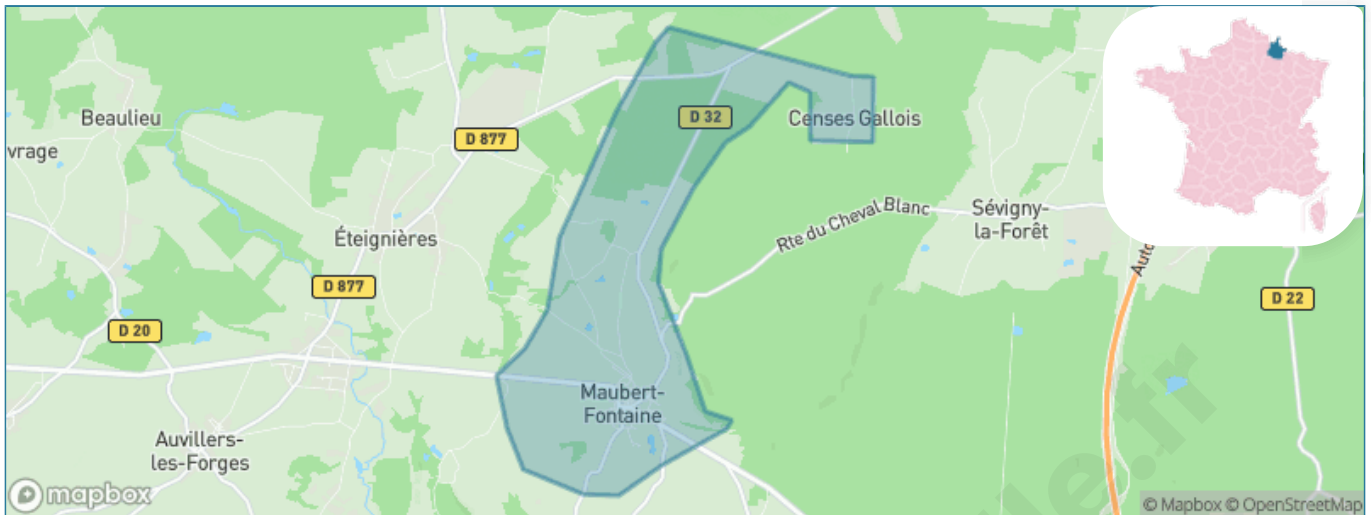 Beaulieu
vrage
D 877
D 32
Censes Gallois
Éteignières
Rte du Cheval Blanc
Sévigny-
la-Forêt
D 877
D 20
D 22
Maubert-
Fontaine
Auvillers-
les-Forges
mapbox
© Mapbox © OpenStreetMap